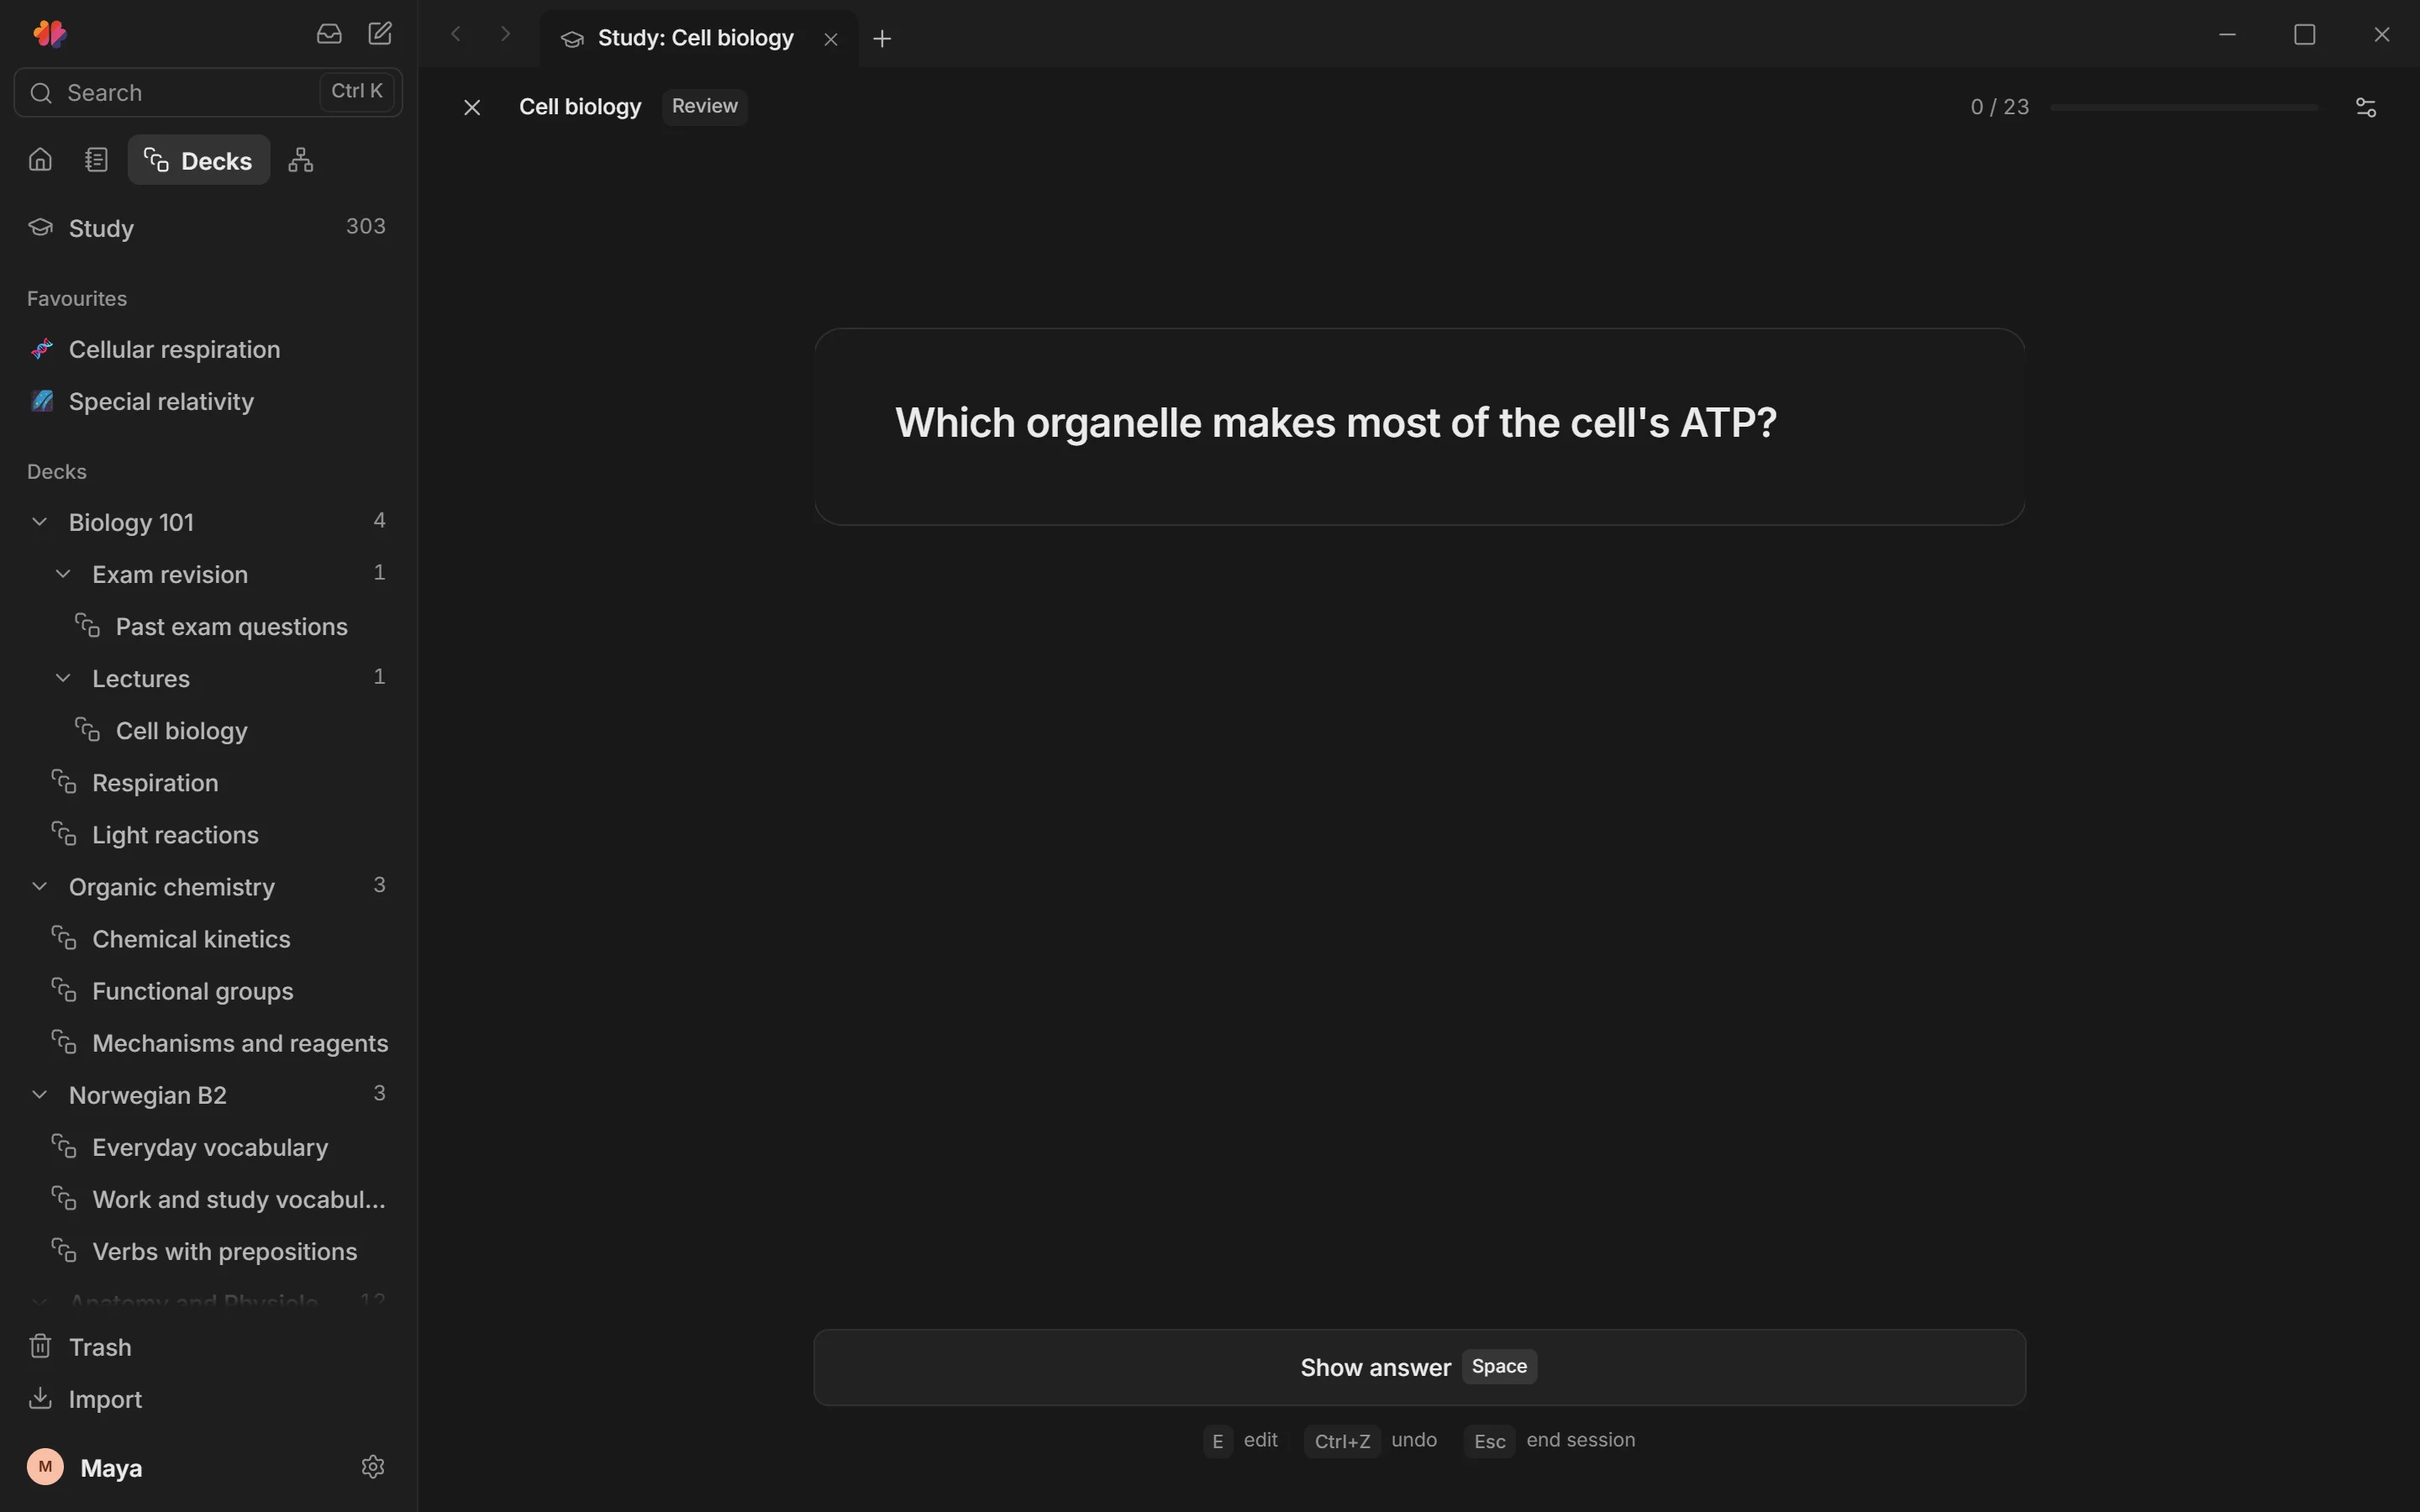 Search
Ctrl K
Decks
Study 303
Favourites
Cellular respiration
Special relativity
Decks
Biology 101 4
Exam revision 1
Past exam questions
Lectures 1
Cell biology
Respiration
Light reactions
Organic chemistry 3
Chemical kinetics
Functional groups
Mechanisms and reagents
Norwegian B2 3
Everyday vocabulary
Work and study vocabul...
Verbs with prepositions
Anatomy and Physiolo 12
Trash
Import
M Maya
Study: Cell biology
Cell biology Review
0 / 23
Which organelle makes most of the cell's ATP?
Show answer Space
E edit Ctrl+Z undo Esc end session